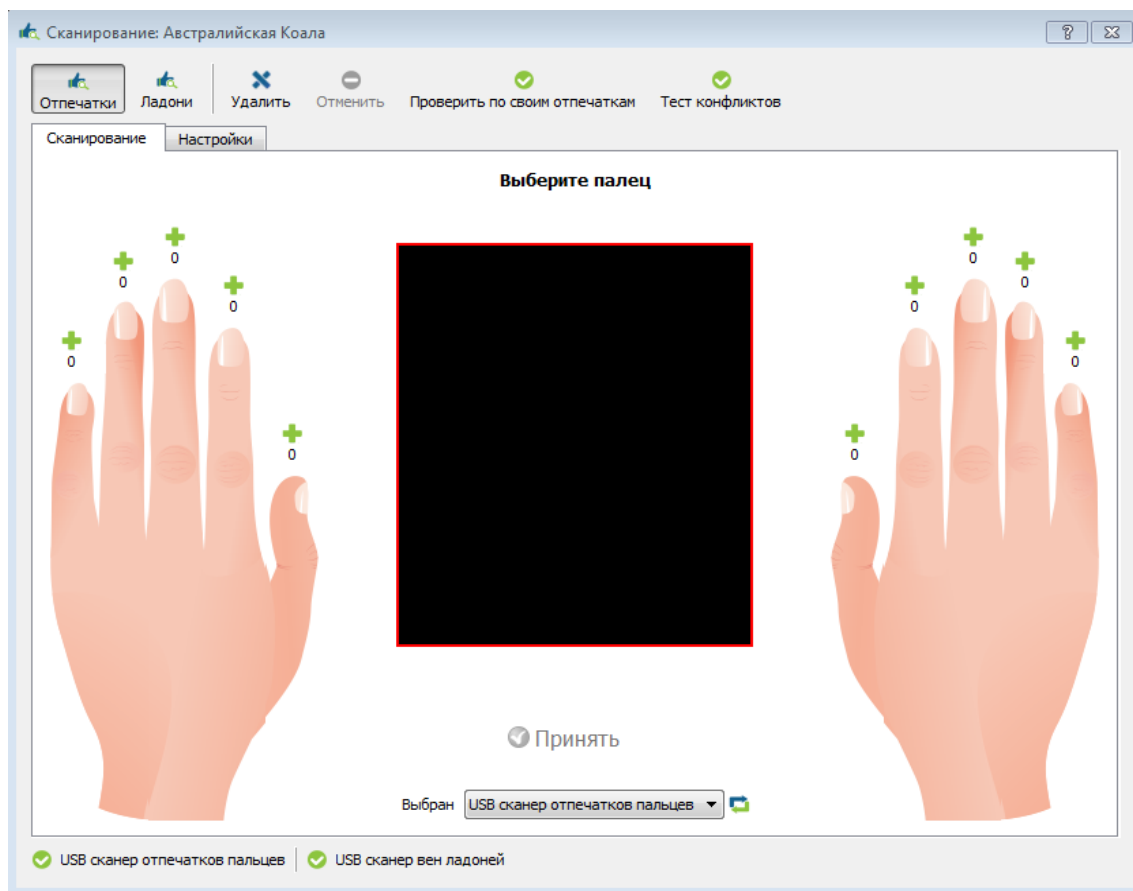 Сканирование: Австралийская Коала
Отпечатки Ладони Удалить Отменить Проверить по своим отпечаткам Тест конфликтов
Сканирование Настройки
Выберите палец
0 0
0 0 0 0
0 0
0 0
Принять
Выбран USB сканер отпечатков пальцев
USB сканер отпечатков пальцев USB сканер вен ладоней